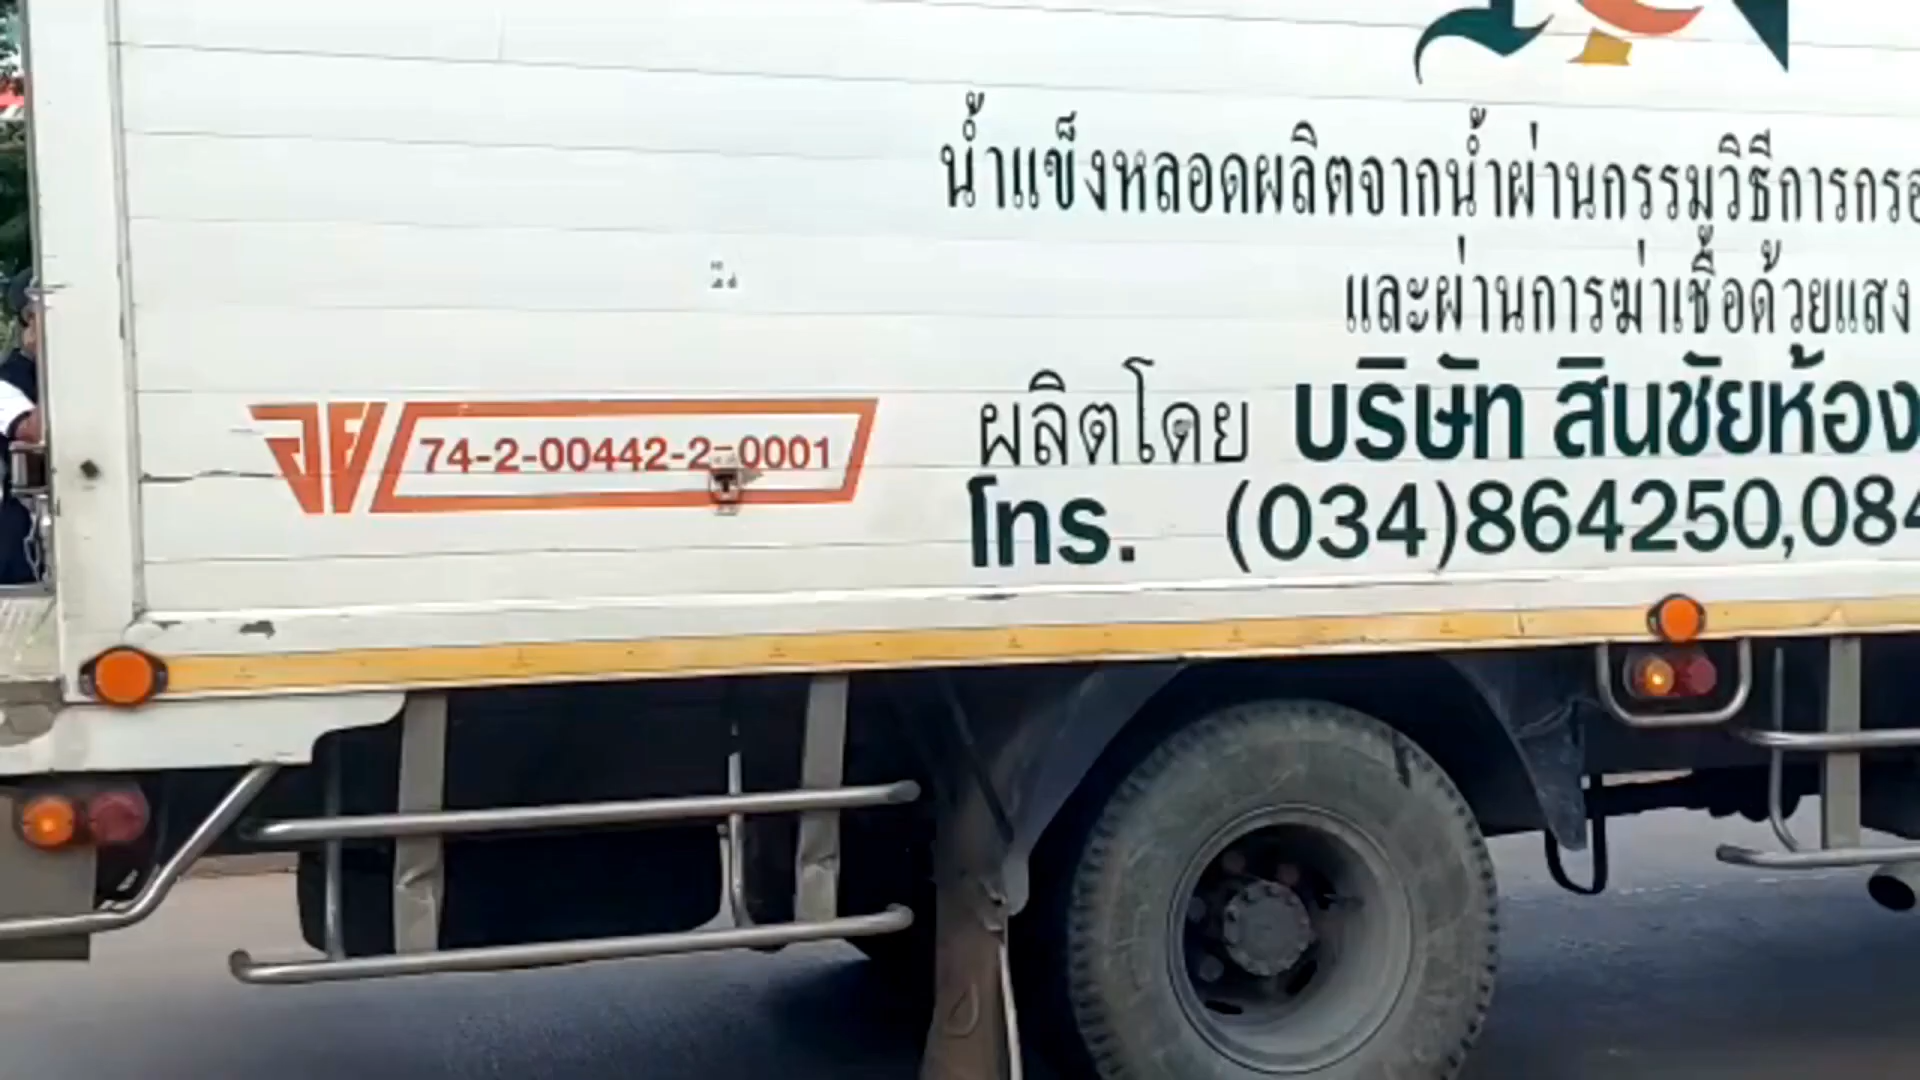 น้ำแข็งหลอดผลิตจากน้ำผ่านกรรมวิธีการกรอ
และผ่านการฆ่าเชื้อด้วยแสง
ผลิตโดย บริษัท สินชัยห้อง
โทร. (034)864250,084
อย 74-2-00442-2-0001